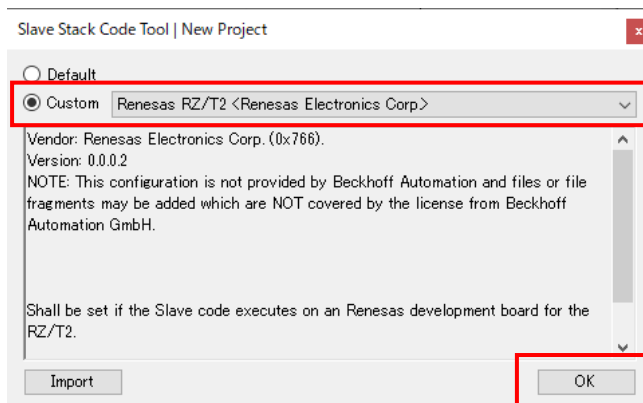 Slave Stack Code Tool | New Project
x
Default
Custom Renesas RZ/T2 <Renesas Electronics Corp>
Vendor: Renesas Electronics Corp. (0x766).
Version: 0.0.0.2
NOTE: This configuration is not provided by Beckhoff Automation and files or file
fragments may be added which are NOT covered by the license from Beckhoff
Automation GmbH.
Shall be set if the Slave code executes on an Renesas development board for the
RZ/T2.
Import OK